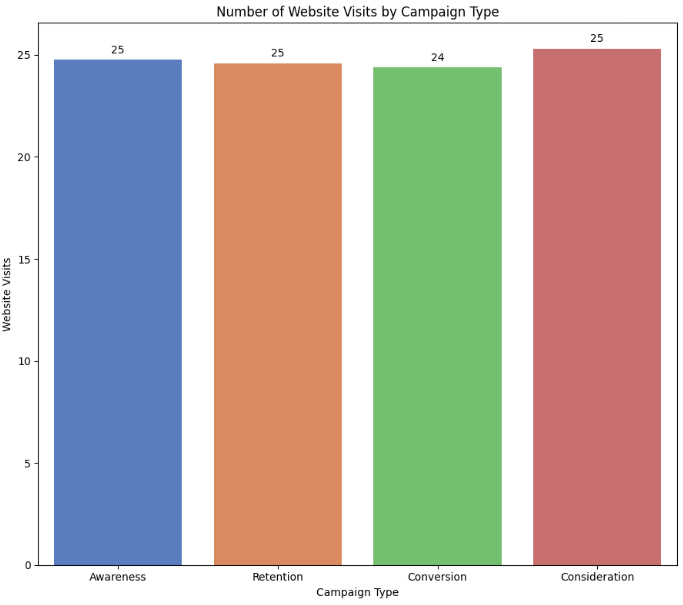 Number of Website Visits by Campaign Type
25
25
24
25
25
20
15
10
5
0
Website Visits
Awareness
Retention
Conversion
Consideration
Campaign Type